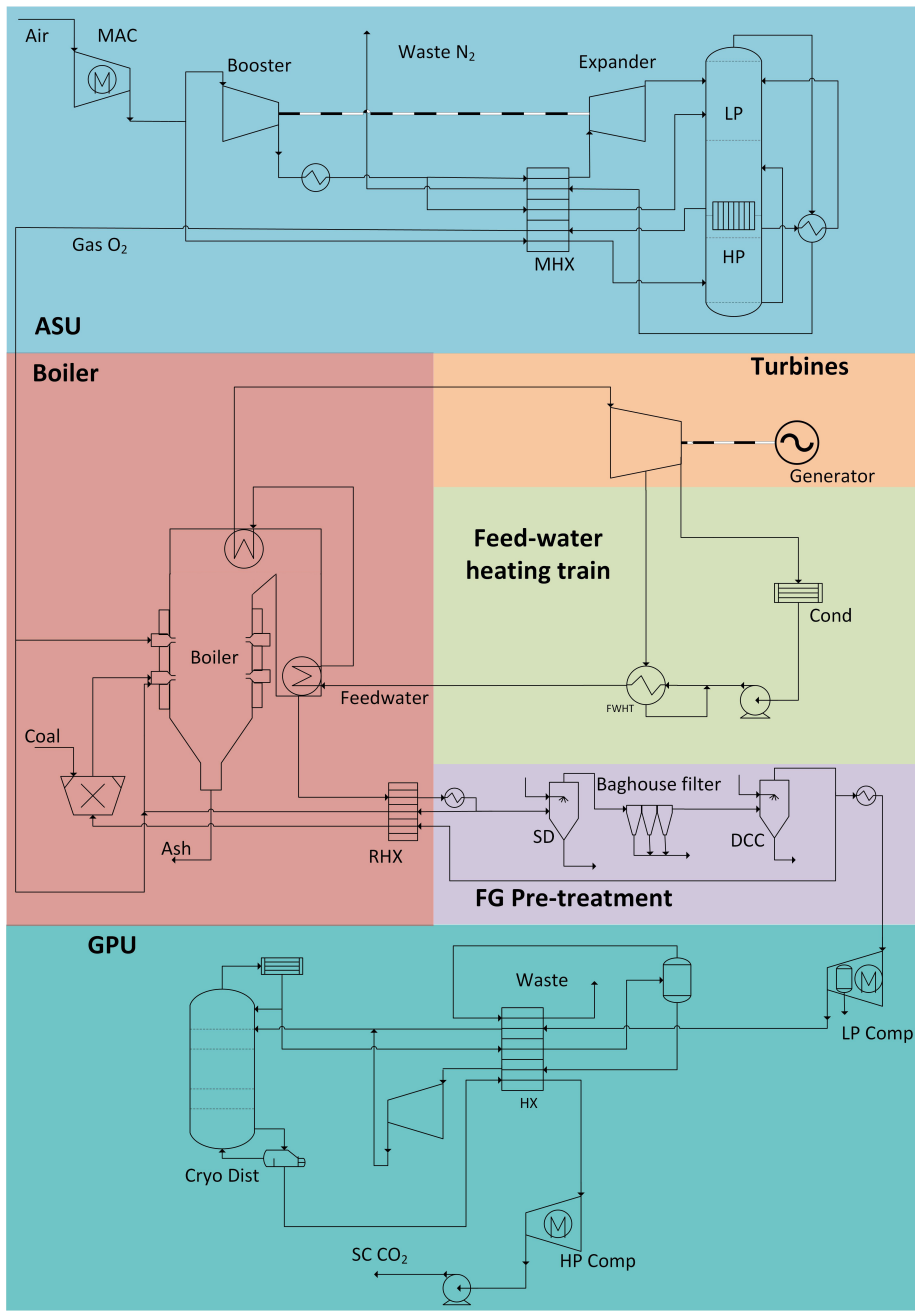 Air
MAC
Booster
Waste N₂
Expander
LP
Gas O₂
MHX
HP
ASU
Boiler
Turbines
Generator
Feed-water
heating train
Cond
Boiler
Feedwater
FWHT
Coal
Baghouse filter
Ash
RHX
SD
DCC
FG Pre-treatment
GPU
Waste
LP Comp
HX
Cryo Dist
SC CO₂
HP Comp
M
M
M